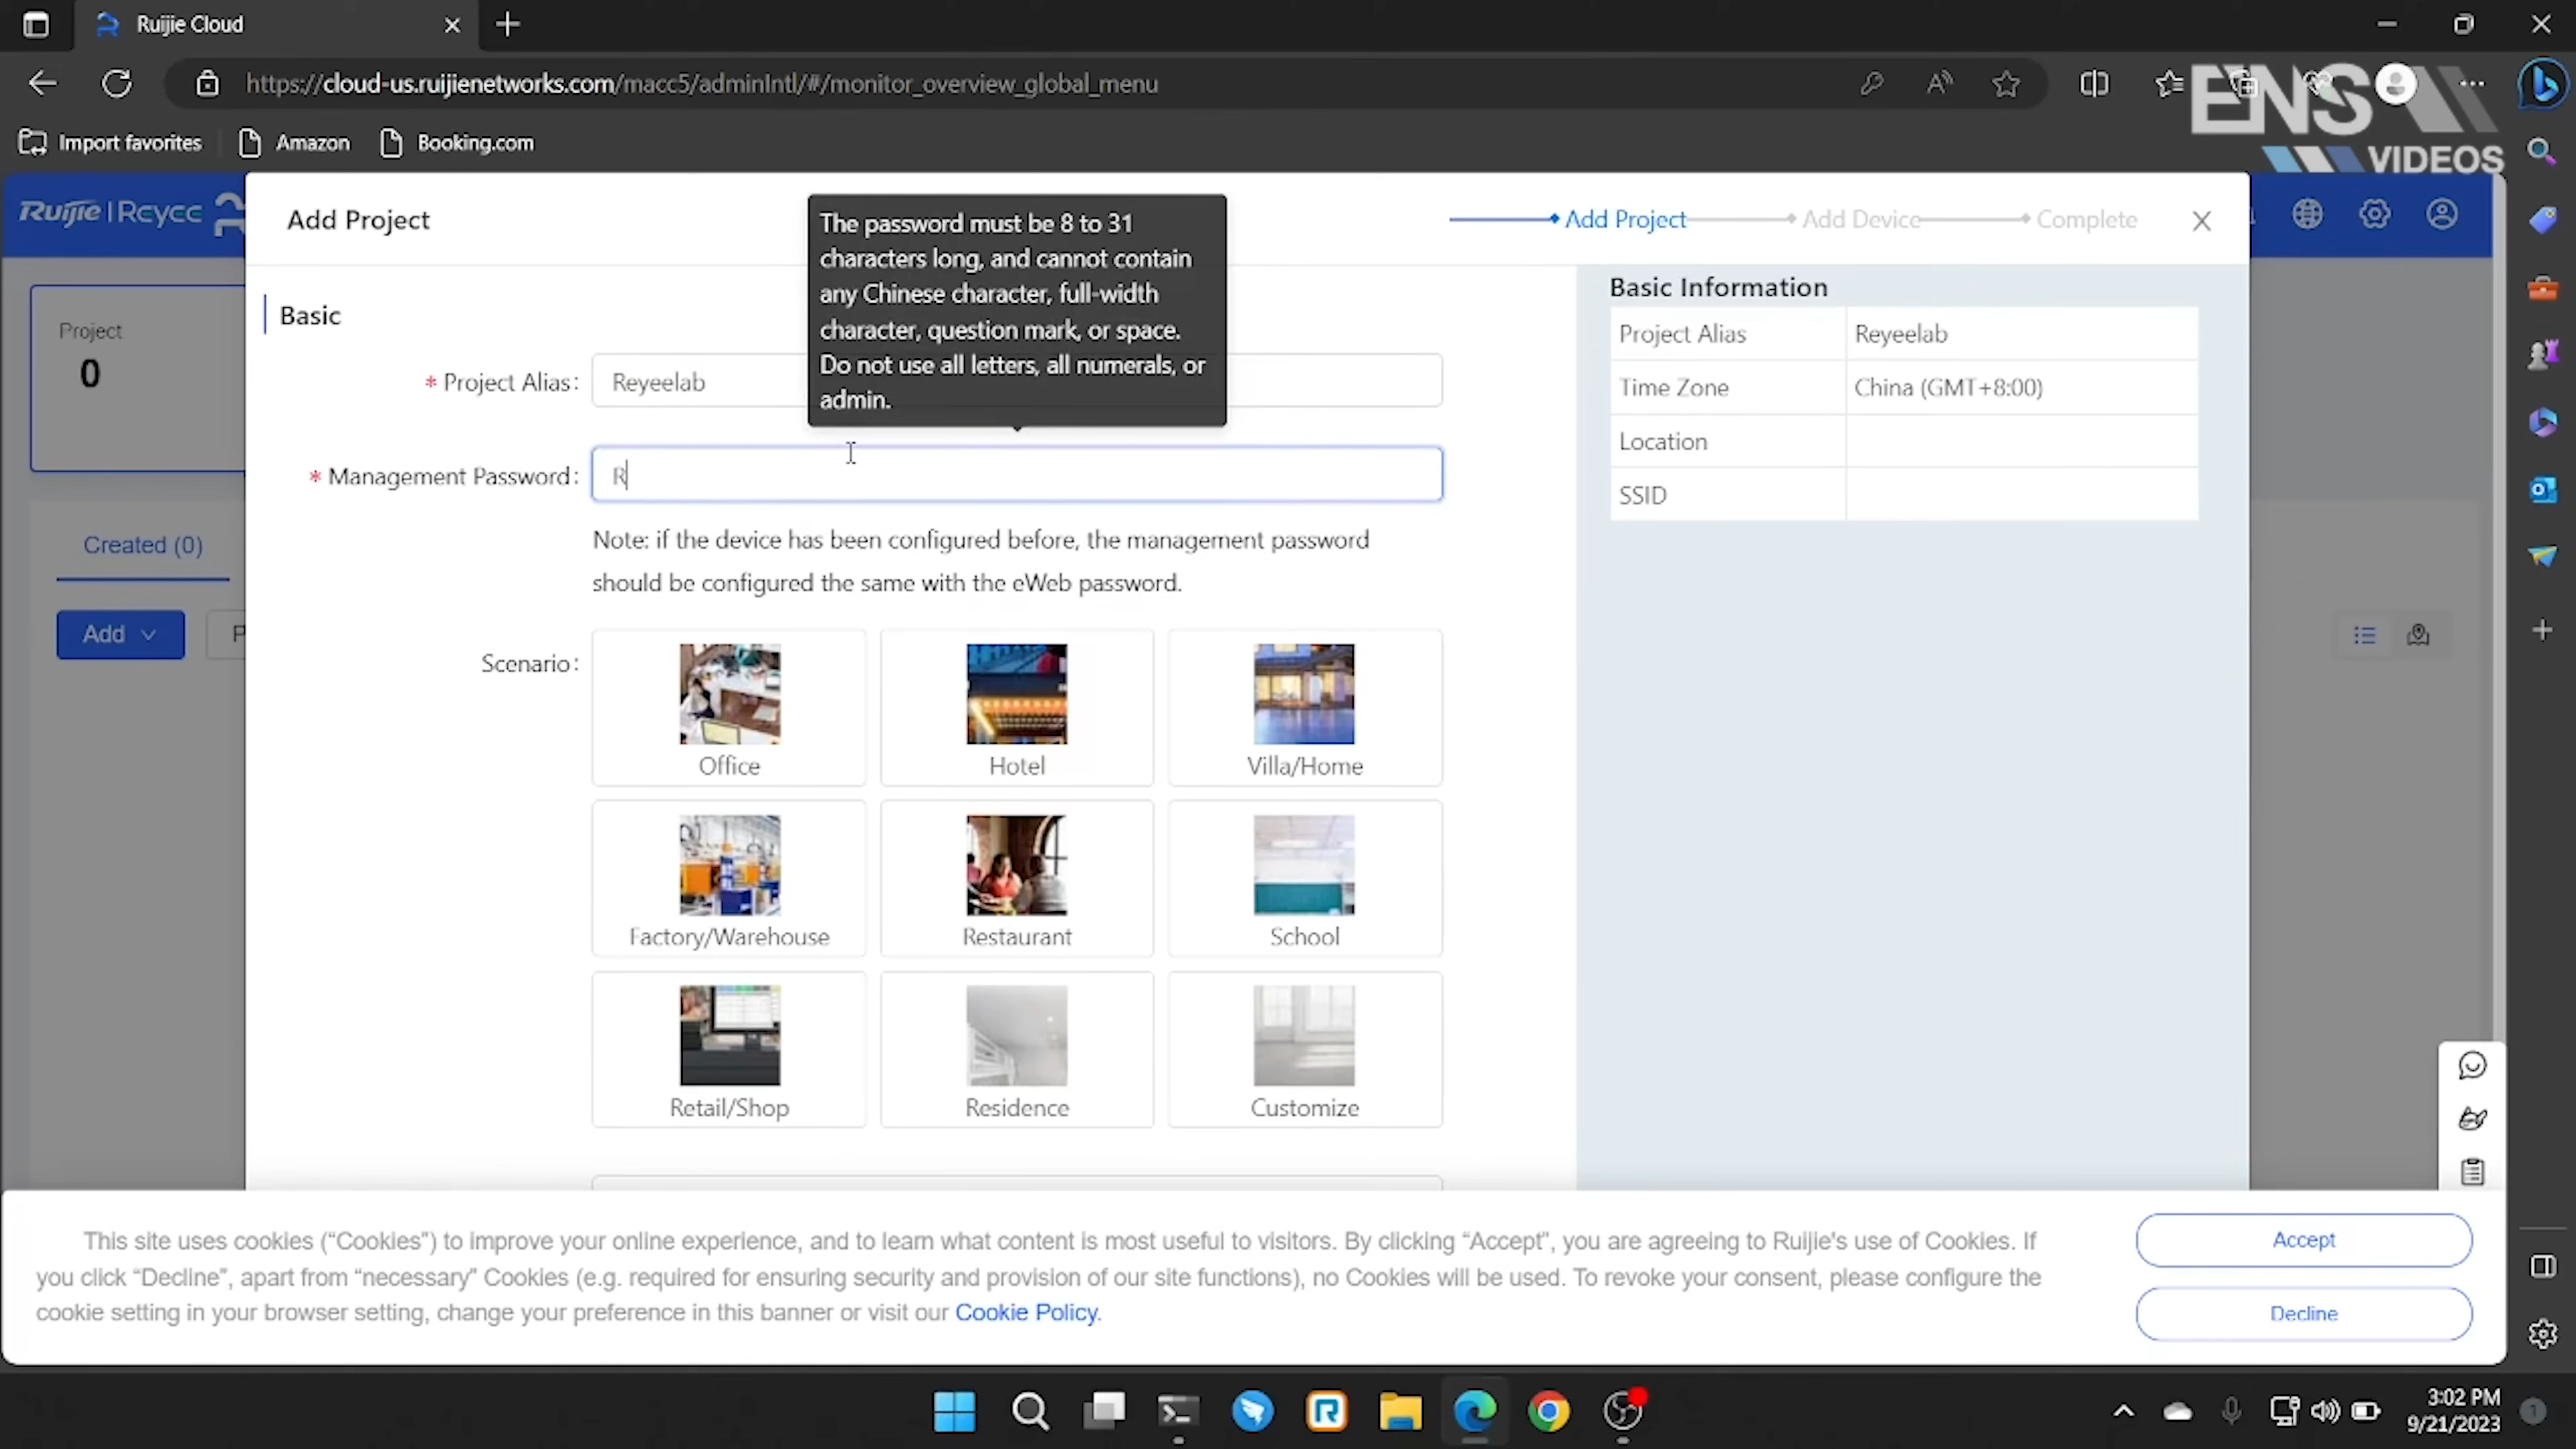 Ruijie Cloud
https://cloud-us.ruijienetworks.com/macc5/adminIntl/#/monitor_overview_global_menu
ENS
VIDEOS
Import favorites
Amazon
Booking.com
Ruijie | Reyee
Add Project
Add Project
Add Device
Complete
The password must be 8 to 31
characters long, and cannot contain
any Chinese character, full-width
character, question mark, or space.
Do not use all letters, all numerals, or
admin.
Project
0
Basic
* Project Alias:
Reyeelab
* Management Password:
R
Note: if the device has been configured before, the management password
should be configured the same with the eWeb password.
Created (0)
Add
P
Scenario:
Office
Hotel
Villa/Home
Factory/Warehouse
Restaurant
School
Retail/Shop
Residence
Customize
Basic Information
Project Alias
Reyeelab
Time Zone
China (GMT+8:00)
Location
SSID
This site uses cookies (“Cookies”) to improve your online experience, and to learn what content is most useful to visitors. By clicking “Accept”, you are agreeing to Ruijie's use of Cookies. If
you click “Decline”, apart from “necessary” Cookies (e.g. required for ensuring security and provision of our site functions), no Cookies will be used. To revoke your consent, please configure the
cookie setting in your browser setting, change your preference in this banner or visit our Cookie Policy.
Accept
Decline
3:02 PM
9/21/2023
1